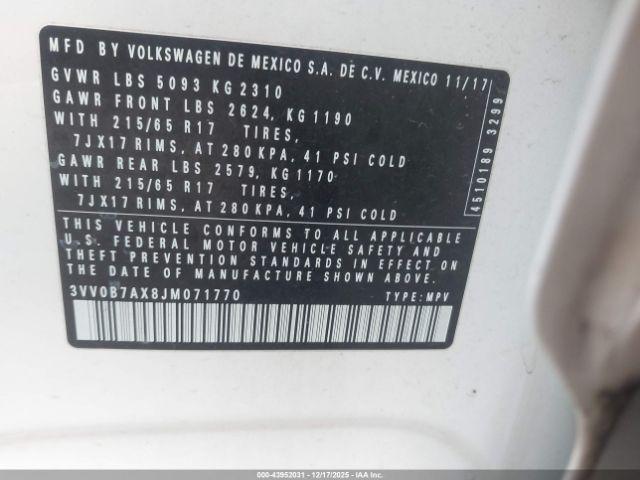 MFD BY VOLKSWAGEN DE MEXICO S.A. DE C.V. MEXICO 11/17
GVWR LBS 5093 KG 2310
GAWR FRONT LBS 2624, KG 1190
WITH 215/65 R17 TIRES,
7JX17 RIMS, AT 280 KPA, 41 PSI COLD
GAWR REAR LBS 2579, KG 1170
WITH 215/65 R17 TIRES,
7JX17 RIMS, AT 280 KPA, 41 PSI COLD
THIS VEHICLE CONFORMS TO ALL APPLICABLE
U.S. FEDERAL MOTOR VEHICLE SAFETY AND
THEFT PREVENTION STANDARDS IN EFFECT ON
THE DATE OF MANUFACTURE SHOWN ABOVE
3VV0B7AX8JM071770 TYPE: MPV
4510189 3299
000-43952031 - 12/17/2025 - IAAI.COM